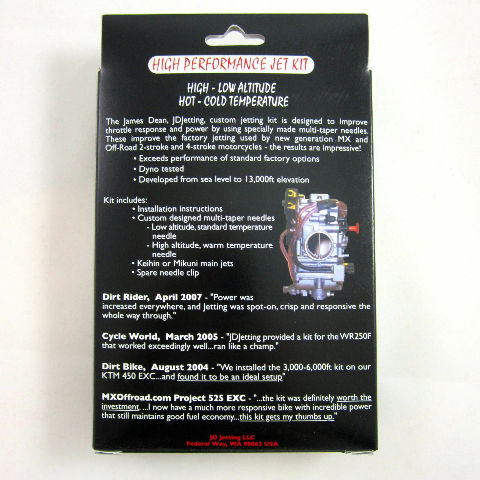 HIGH PERFORMANCE JET KIT
HIGH - LOW ALTITUDE
HOT - COLD TEMPERATURE
The James Dean, JDJetting, custom jetting kit is designed to improve
throttle response and power by using specially made multi-taper needles.
These improve the factory jetting used by new generation MX and
Off-Road 2-stroke and 4-stroke motorcycles - the results are impressive!
• Exceeds performance of standard factory options
• Dyno tested
• Developed from sea level to 13,000ft elevation
Kit includes:
• Installation instructions
• Custom designed multi-taper needles
- Low altitude, standard temperature
needle
- High altitude, warm temperature
needle
• Keihin or Mikuni main jets
• Spare needle clip
Dirt Rider, April 2007 - "Power was
increased everywhere, and Jetting was spot-on, crisp and responsive the
whole way through."
Cycle World, March 2005 - "JDJetting provided a kit for the WR250F
that worked exceedingly well...ran like a champ."
Dirt Bike, August 2004 - "We installed the 3,000-6,000ft kit on our
KTM 450 EXC...and found it to be an ideal setup"
MXOffroad.com Project 525 EXC - "...the kit was definitely worth the
investment....I now have a much more responsive bike with incredible power
that still maintains good fuel economy...this kit gets my thumbs up."
JD Jetting LLC
Federal Way, WA 98063 USA